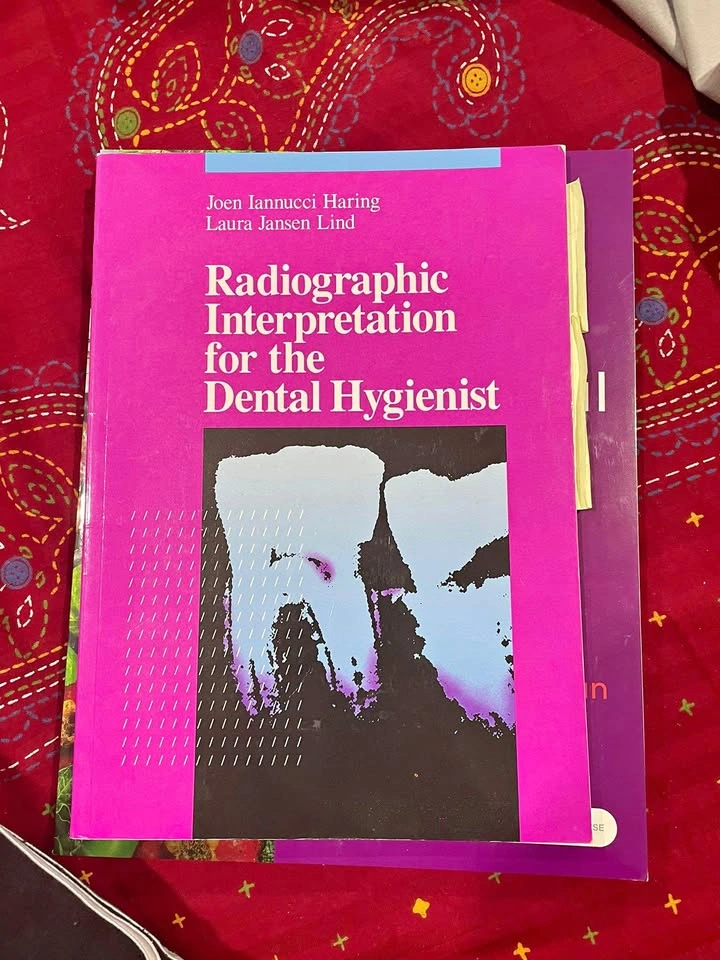 Joen Iannucci Haring
Laura Jansen Lind
Radiographic
Interpretation
for the
Dental Hygienist